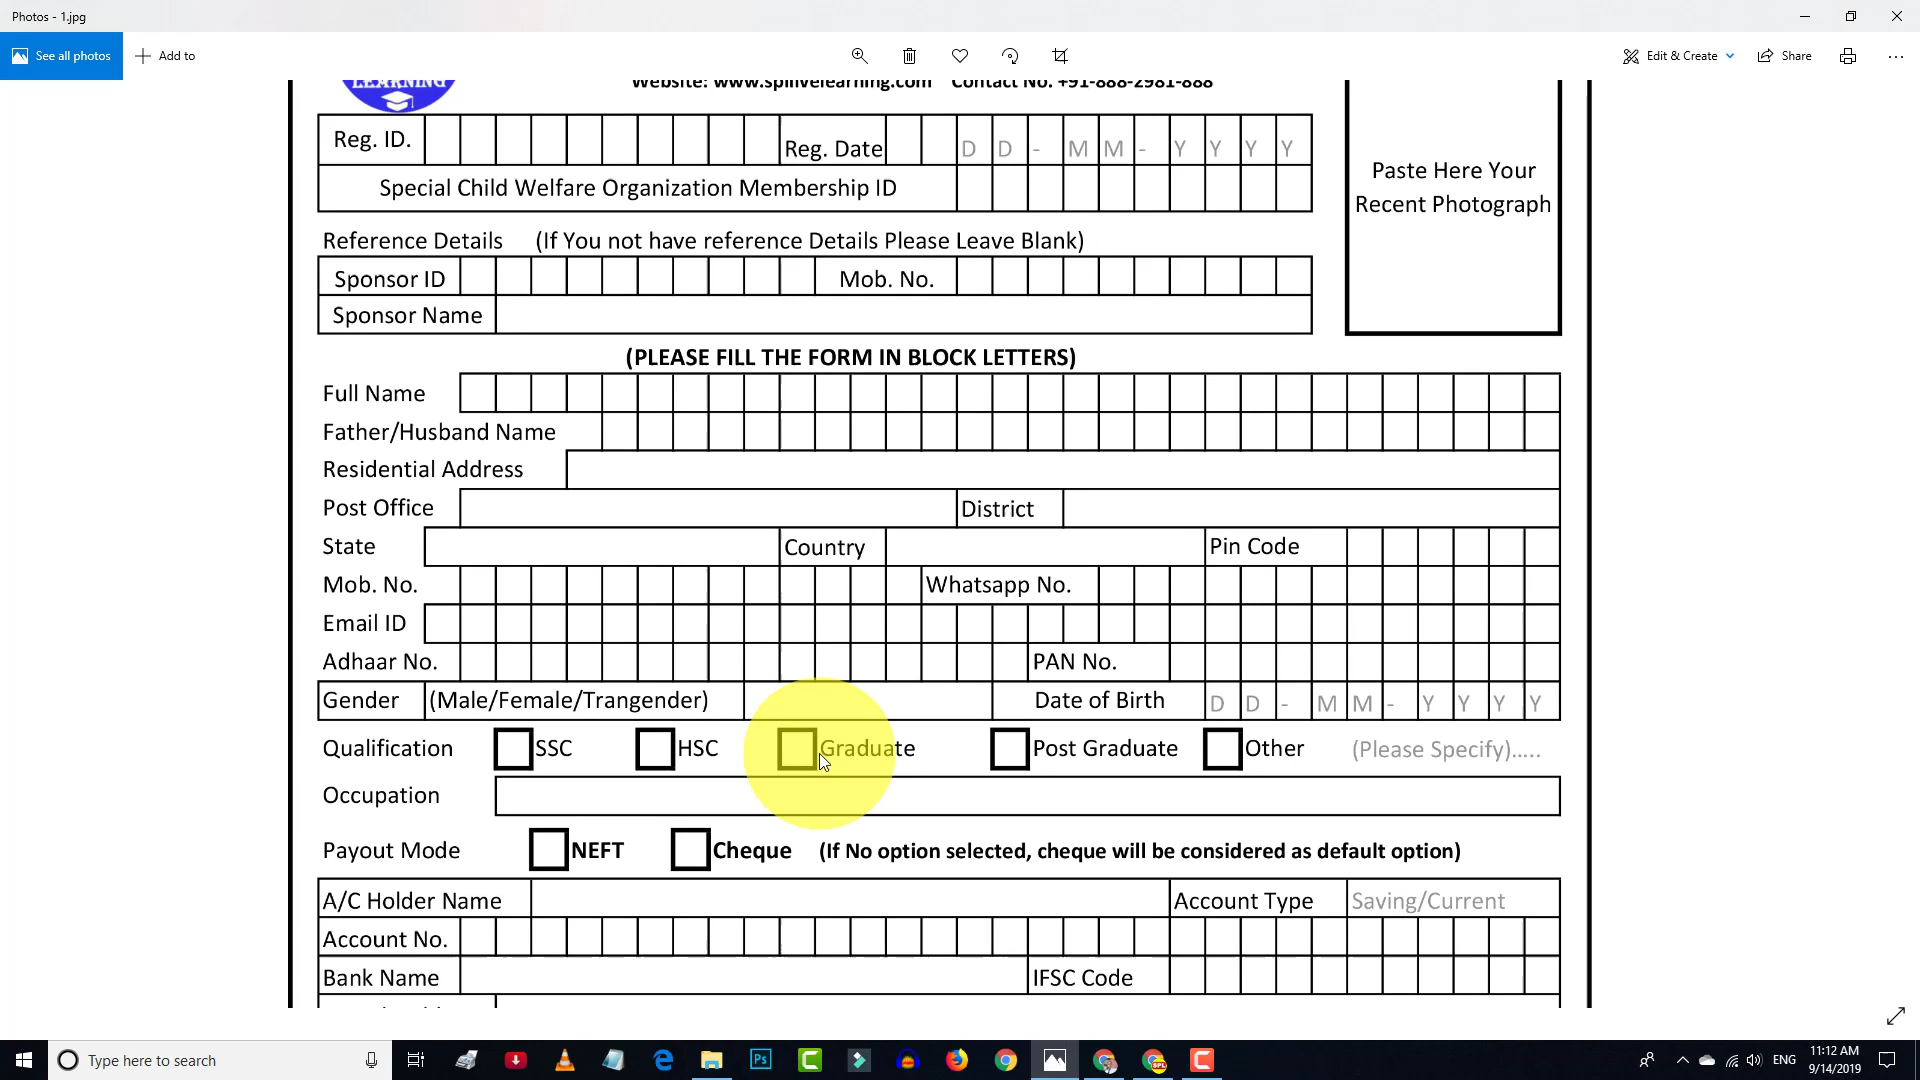 Photos - 1.jpg
See all photos
Add to
Edit & Create
Share
LEARNING
Website: www.spllivelearning.com Contact No. +91-888-2981-888
Reg. ID.
Reg. Date
D D - M M - Y Y Y Y
Special Child Welfare Organization Membership ID
Paste Here Your
Recent Photograph
Reference Details (If You not have reference Details Please Leave Blank)
Sponsor ID
Mob. No.
Sponsor Name
(PLEASE FILL THE FORM IN BLOCK LETTERS)
Full Name
Father/Husband Name
Residential Address
Post Office
District
State
Country
Pin Code
Mob. No.
Whatsapp No.
Email ID
Adhaar No.
PAN No.
Gender (Male/Female/Trangender)
Date of Birth
D D - M M - Y Y Y Y
Qualification SSC HSC Graduate Post Graduate Other (Please Specify).....
Occupation
Payout Mode NEFT Cheque (If No option selected, cheque will be considered as default option)
A/C Holder Name
Account Type Saving/Current
Account No.
Bank Name
IFSC Code
Type here to search
Ps
SPL
ENG
11:12 AM
9/14/2019